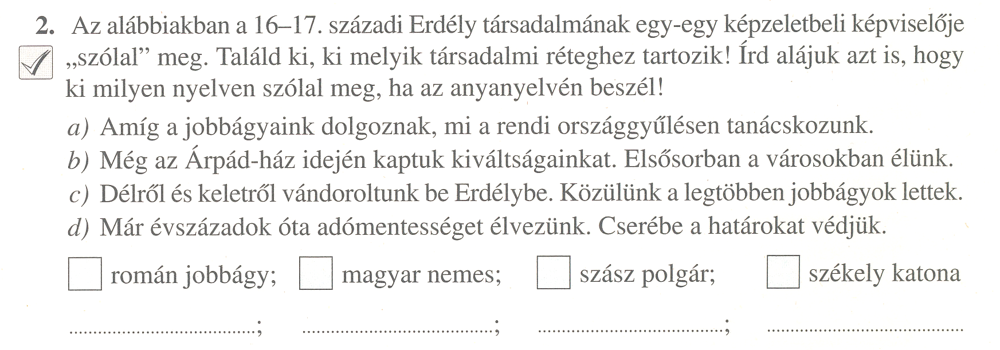 2. Az alábbiakban a 16–17. századi Erdély társadalmának egy-egy képzeletbeli képviselője
„szólal” meg. Találd ki, ki melyik társadalmi réteghez tartozik! Írd alájuk azt is, hogy
ki milyen nyelven szólal meg, ha az anyanyelvén beszél!
a) Amíg a jobbágyaink dolgoznak, mi a rendi országgyűlésen tanácskozunk.
b) Még az Árpád-ház idején kaptuk kiváltságainkat. Elsősorban a városokban élünk.
c) Délről és keletről vándoroltunk be Erdélybe. Közülünk a legtöbben jobbágyok lettek.
d) Már évszázadok óta adómentességet élvezünk. Cserébe a határokat védjük.
román jobbágy; magyar nemes; szász polgár; székely katona
....................................; ....................................; ....................................; ....................................